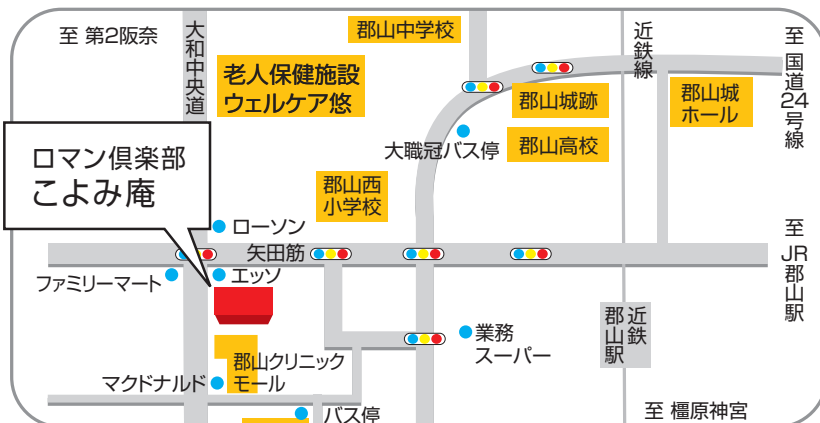 至 第2阪奈
大和中央道
老人保健施設
ウェルケア悠
郡山中学校
近鉄線
至 国道24号線
郡山城跡
郡山城
ホール
大職冠バス停
郡山高校
ロマン倶楽部
こよみ庵
郡山西
小学校
ローソン
矢田筋
至 JR郡山駅
ファミリーマート
エッソ
近鉄
郡山駅
業務
スーパー
郡山クリニック
モール
マクドナルド
バス停
至 橿原神宮